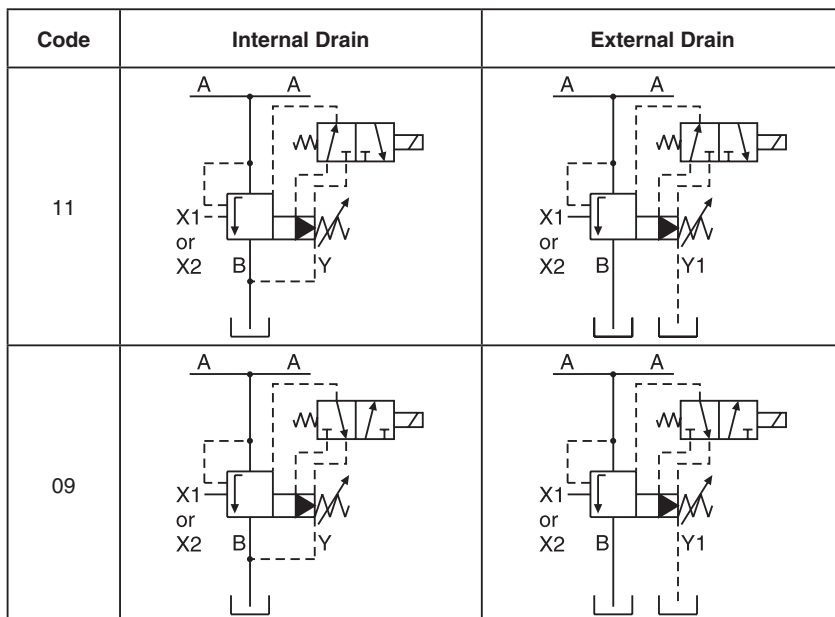 Code Internal Drain External Drain
11
A A
X1
or
X2 B Y
A A
X1
or
X2 B Y1
09
A A
X1
or
X2 B Y
A A
X1
or
X2 B Y1